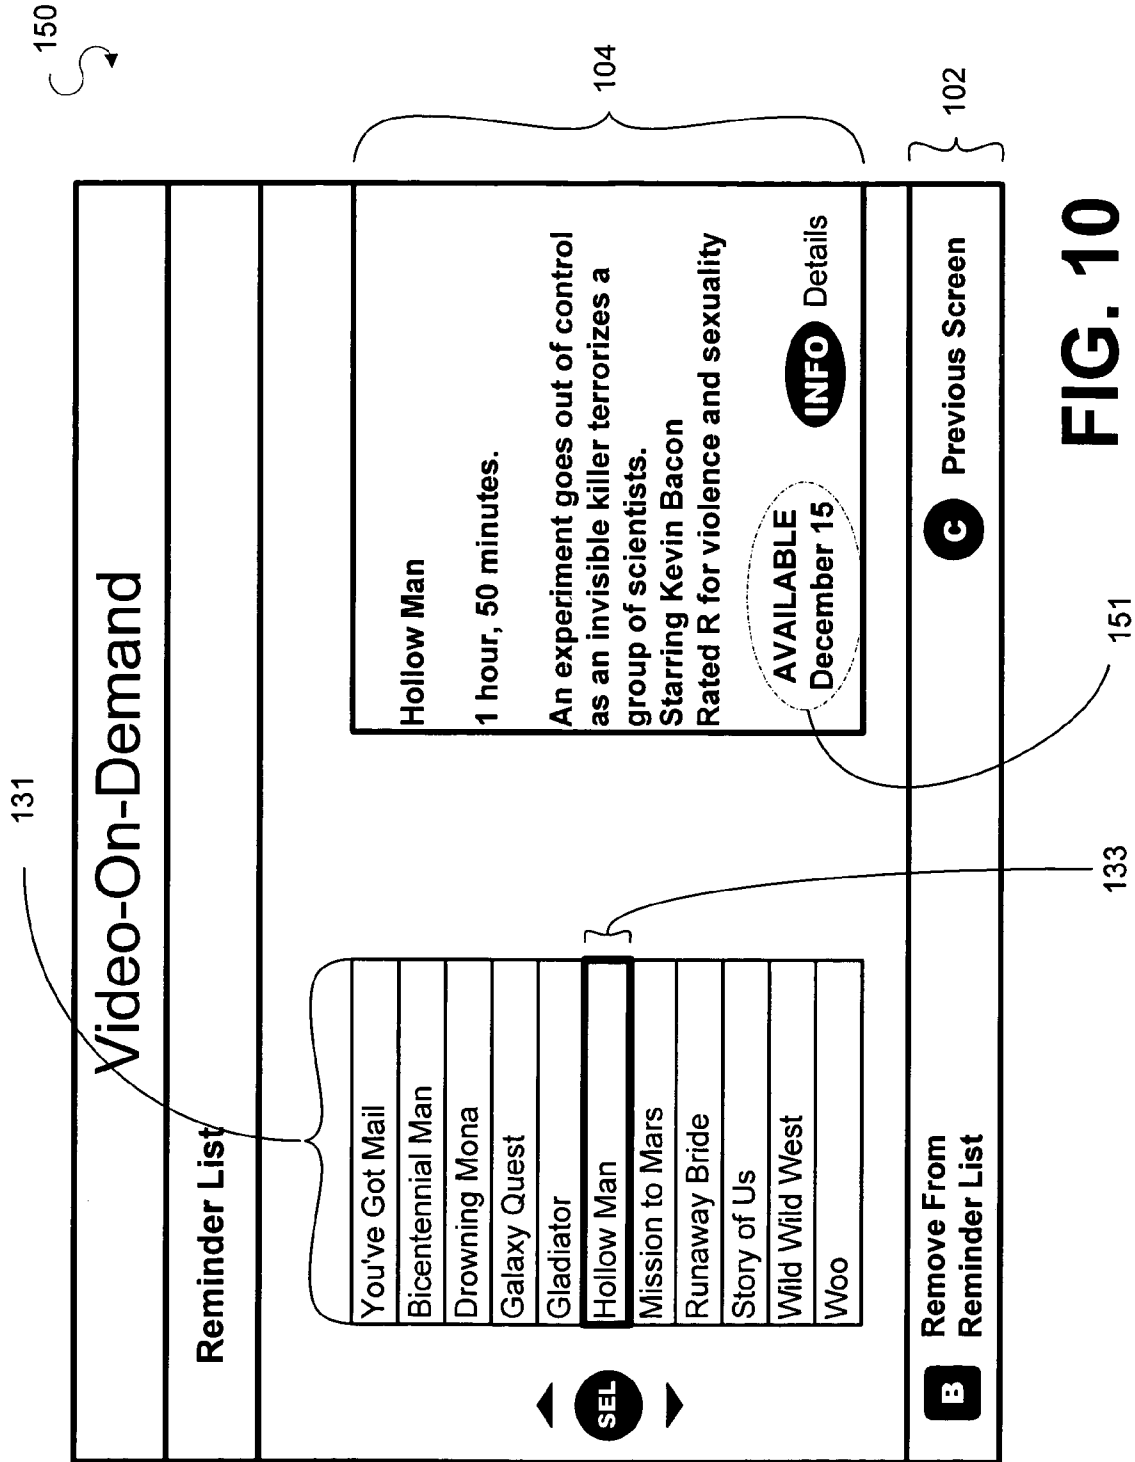 150
131
Video-On-Demand
Reminder List
You've Got Mail
Bicentennial Man
Drowning Mona
Galaxy Quest
Gladiator
Hollow Man
Mission to Mars
Runaway Bride
Story of Us
Wild Wild West
Woo
SEL
Hollow Man
1 hour, 50 minutes.
An experiment goes out of control
as an invisible killer terrorizes a
group of scientists.
Starring Kevin Bacon
Rated R for violence and sexuality
AVAILABLE
December 15
INFO Details
104
B Remove From
Reminder List
C Previous Screen
102
133
151
FIG. 10